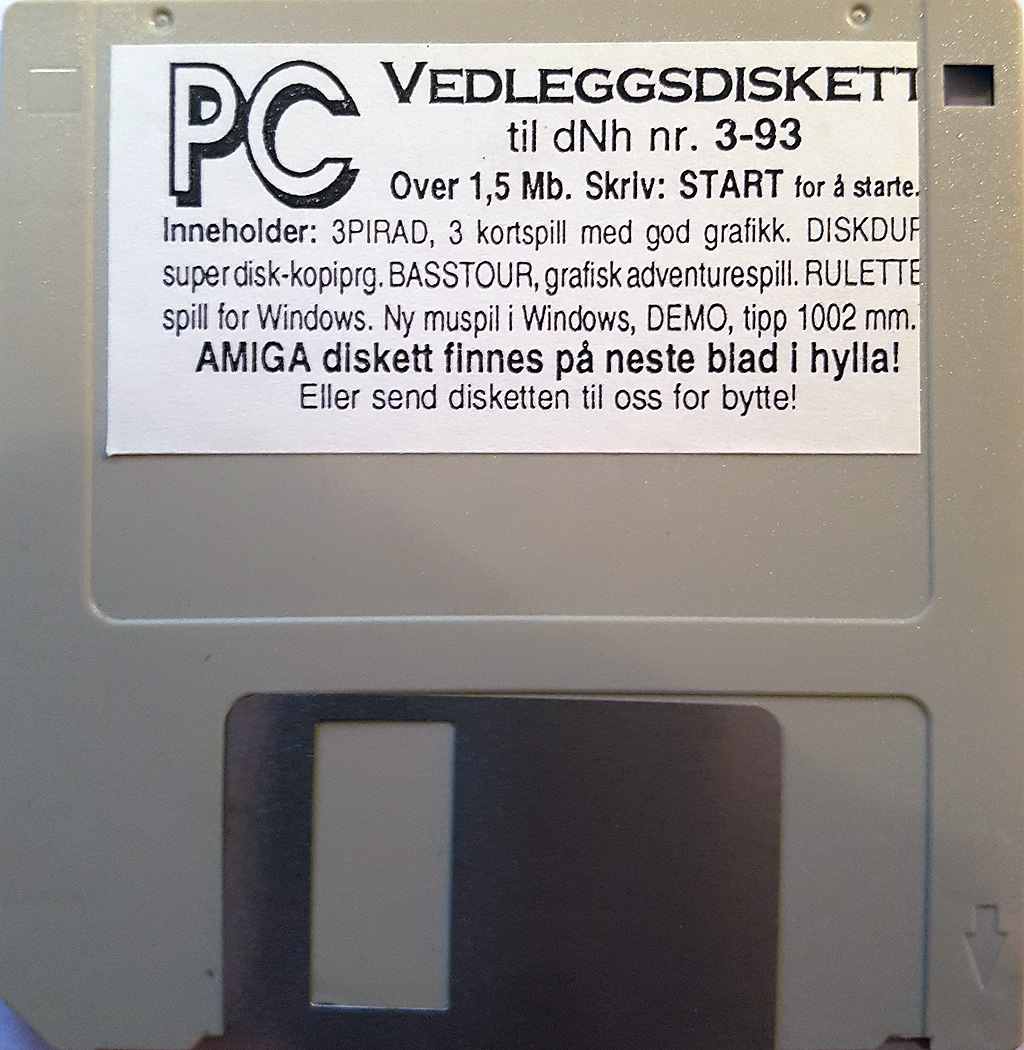 PC VEDLEGGSDISKETT
til dNh nr. 3-93
Over 1,5 Mb. Skriv: START for å starte.
Inneholder: 3PIRAD, 3 kortspill med god grafikk. DISKDUP
super disk-kopiprg. BASSTOUR, grafisk adventurespill. RULETTE
spill for Windows. Ny muspil i Windows, DEMO, tipp 1002 mm.
AMIGA diskett finnes på neste blad i hylla!
Eller send disketten til oss for bytte!